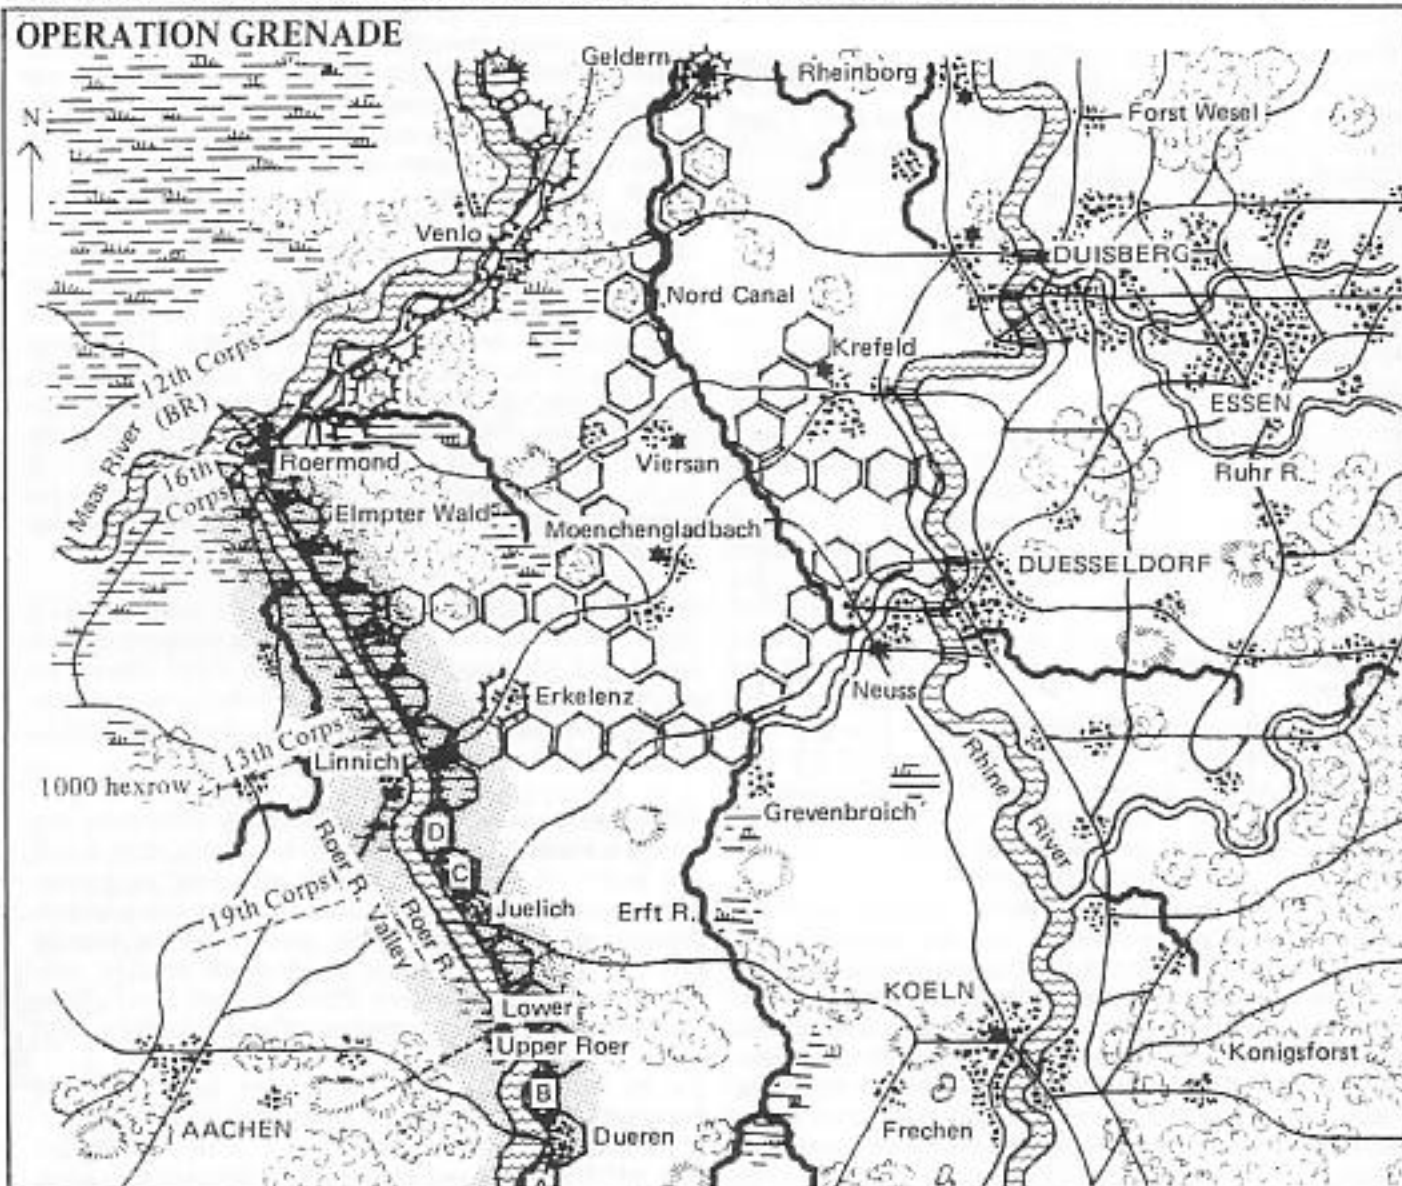 OPERATION GRENADE
Geldern
Rheinborg
N
Forst Wesel
Venlo
DUISBERG
Nord Canal
12th Corps
(BR)
Krefeld
ESSEN
Maas River
16th
Corps
Roermond
Viersan
Ruhr R.
Elmpter Wald
Moenchengladbach
DUESSELDORF
Erkelenz
Neuss
13th Corps
Linnich
1000 hexrow
Rhine
River
Grevenbroich
D
Roer R.
Valley
C
19th Corps
Juelich
Erft R.
Roer R.
KOELN
Lower
Upper Roer
Konigsforst
B
AACHEN
Dueren
Frechen